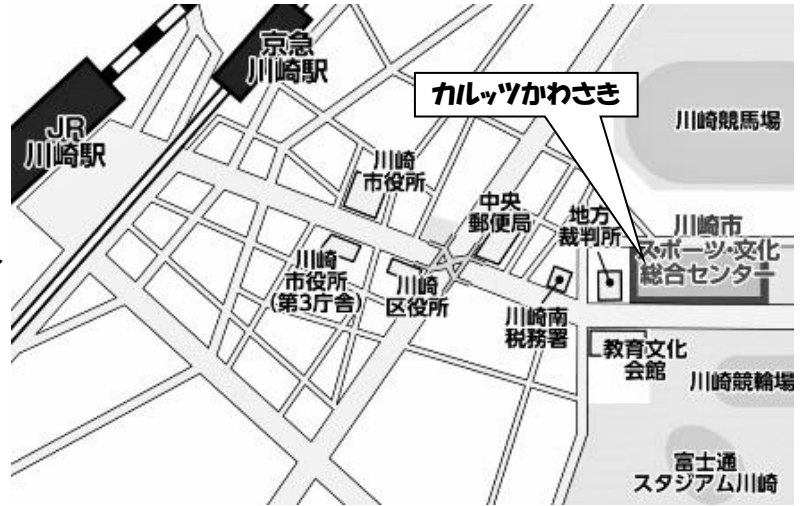 京急
川崎駅
JR
川崎駅
カルッツかわさき
川崎競馬場
川崎
市役所
中央
郵便局
地方
裁判所
川崎市
スポーツ・文化
総合センター
川崎
市役所
(第3庁舎)
川崎
区役所
川崎南
税務署
教育文化
会館
川崎競輪場
富士通
スタジアム川崎